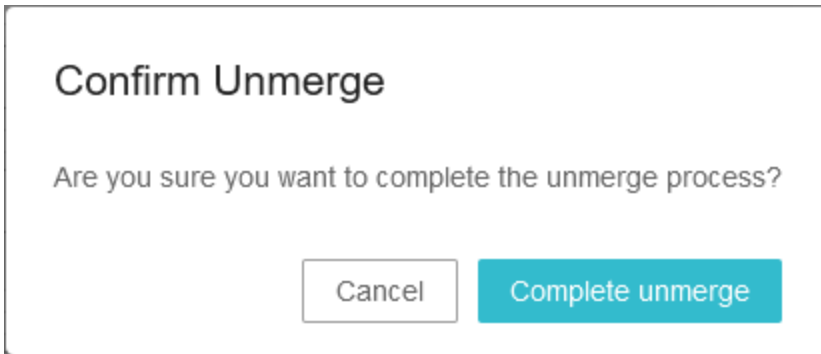 Confirm Unmerge
Are you sure you want to complete the unmerge process?
Cancel
Complete unmerge